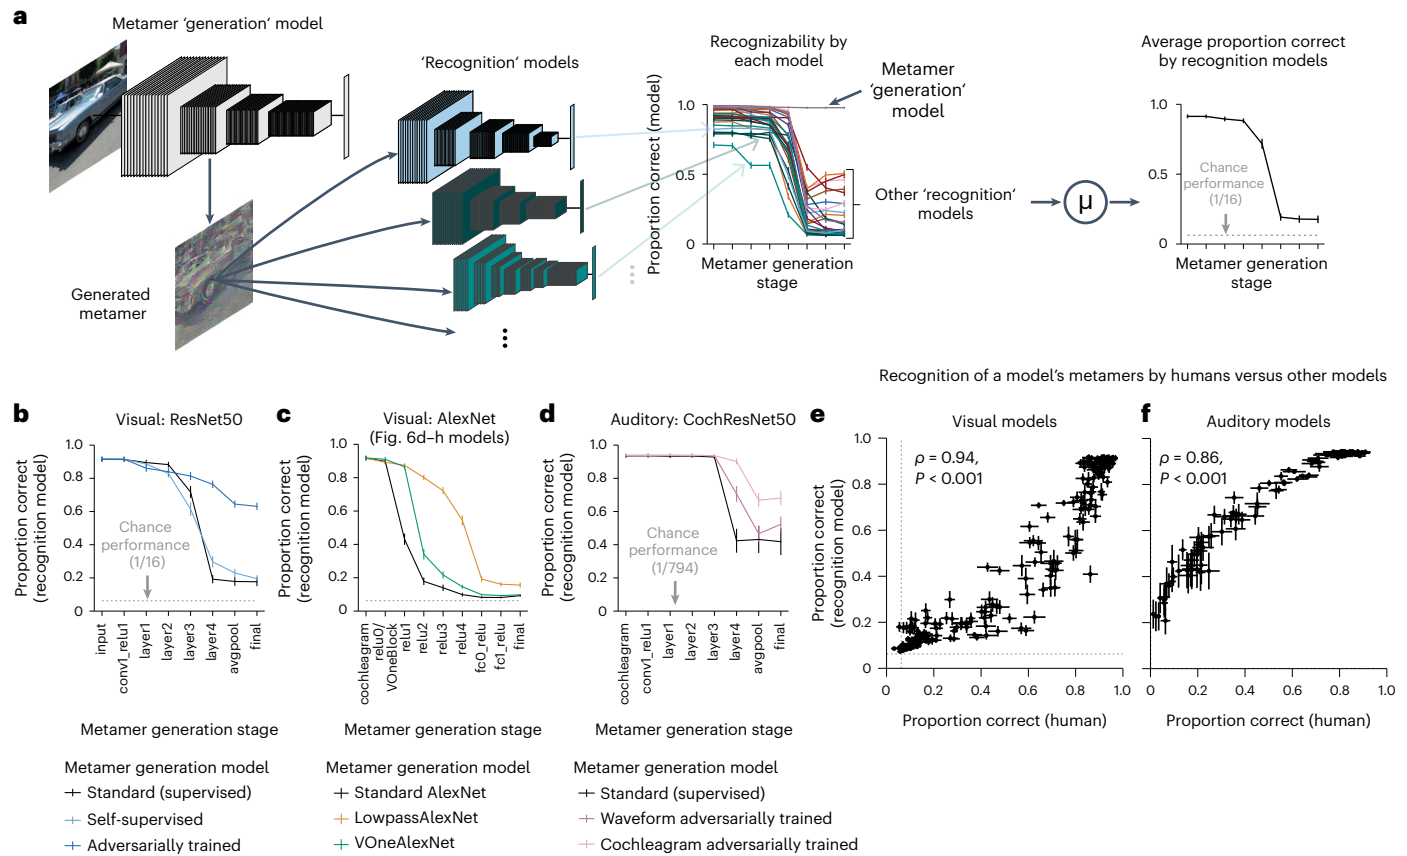 a
Metamer ‘generation‘ model
‘Recognition‘ models
Generated
metamer
Recognizability by
each model
Proportion correct (model)
1.0
0.5
0
Metamer generation
stage
Metamer
‘generation‘
model
Other ‘recognition‘
models
μ
Average proportion correct
by recognition models
1.0
0.5
0
Chance
performance
(1/16)
Metamer generation
stage
Recognition of a model’s metamers by humans versus other models
b
Visual: ResNet50
Proportion correct
(recognition model)
1.0
0.8
0.6
0.4
0.2
0
Chance
performance
(1/16)
input
conv1_relu1
layer1
layer2
layer3
layer4
avgpool
final
Metamer generation stage
Metamer generation model
Standard (supervised)
Self-supervised
Adversarially trained
c
Visual: AlexNet
(Fig. 6d–h models)
Proportion correct
(recognition model)
1.0
0.8
0.6
0.4
0.2
0
cochleagram
relu0/
VOneBlock
relu1
relu2
relu3
relu4
fc0_relu
fc1_relu
final
Metamer generation stage
Metamer generation model
Standard AlexNet
LowpassAlexNet
VOneAlexNet
d
Auditory: CochResNet50
Proportion correct
(recognition model)
1.0
0.8
0.6
0.4
0.2
0
Chance
performance
(1/794)
cochleagram
conv1_relu1
layer1
layer2
layer3
layer4
avgpool
final
Metamer generation stage
Metamer generation model
Standard (supervised)
Waveform adversarially trained
Cochleagram adversarially trained
e
Visual models
Proportion correct
(recognition model)
1.0
0.8
0.6
0.4
0.2
0
ρ = 0.94,
P < 0.001
0
0.2
0.4
0.6
0.8
1.0
Proportion correct (human)
f
Auditory models
ρ = 0.86,
P < 0.001
0
0.2
0.4
0.6
0.8
1.0
Proportion correct (human)